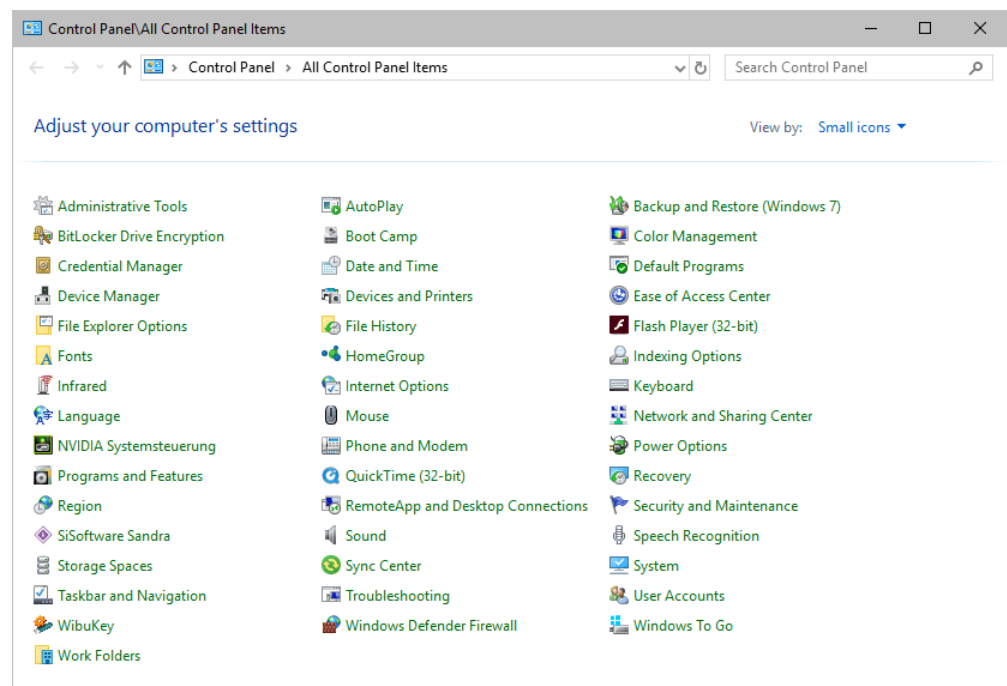 Control Panel\All Control Panel Items
Control Panel > All Control Panel Items Search Control Panel
Adjust your computer's settings View by: Small icons
Administrative Tools AutoPlay Backup and Restore (Windows 7)
BitLocker Drive Encryption Boot Camp Color Management
Credential Manager Date and Time Default Programs
Device Manager Devices and Printers Ease of Access Center
File Explorer Options File History Flash Player (32-bit)
Fonts HomeGroup Indexing Options
Infrared Internet Options Keyboard
Language Mouse Network and Sharing Center
NVIDIA Systemsteuerung Phone and Modem Power Options
Programs and Features QuickTime (32-bit) Recovery
Region RemoteApp and Desktop Connections Security and Maintenance
SiSoftware Sandra Sound Speech Recognition
Storage Spaces Sync Center System
Taskbar and Navigation Troubleshooting User Accounts
WibuKey Windows Defender Firewall Windows To Go
Work Folders